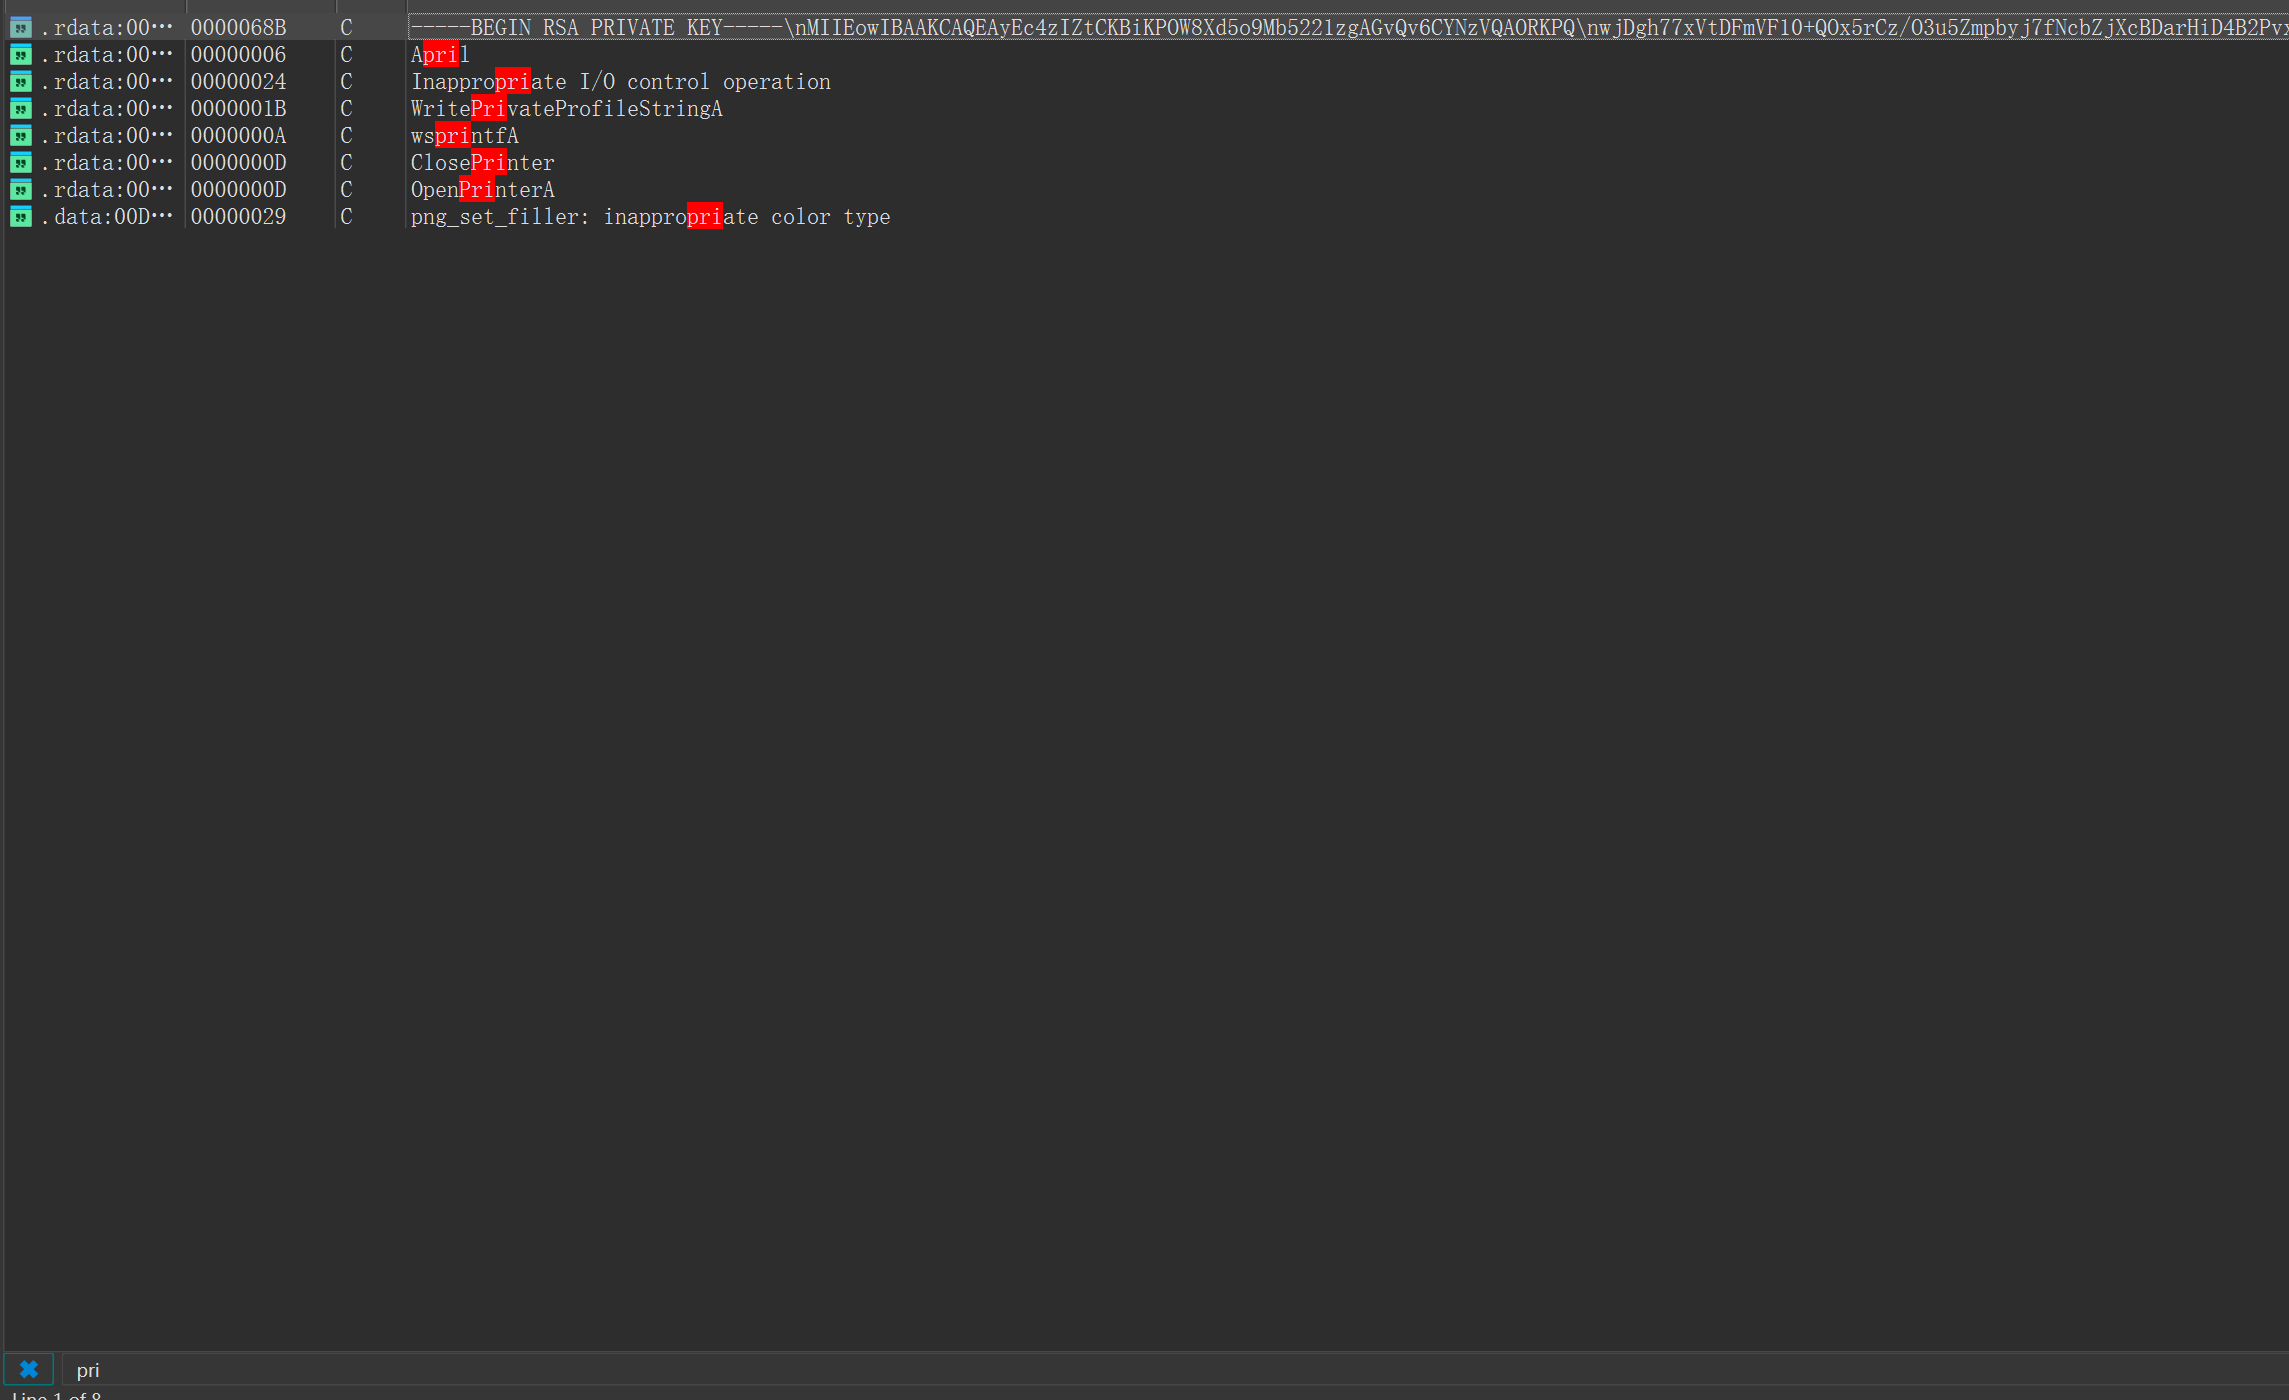 .rdata:00… 0000068B C -----BEGIN RSA PRIVATE KEY-----\nMIIEowIBAAKCAQEAyEc4zIZtCKBiKPOW8Xd5o9Mb5221zgAGvQv6CYNzVQAORKPQ\nwjDgh77xVtDFmVF10+QOx5rCz/O3u5Zmpbyj7fNcbZjXcBDarHiD4B2Pvx
.rdata:00… 00000006 C April
.rdata:00… 00000024 C Inappropriate I/O control operation
.rdata:00… 0000001B C WritePrivateProfileStringA
.rdata:00… 0000000A C wsprintfA
.rdata:00… 0000000D C ClosePrinter
.rdata:00… 0000000D C OpenPrinterA
.data:00D… 00000029 C png_set_filler: inappropriate color type
pri
Line 1 of 8